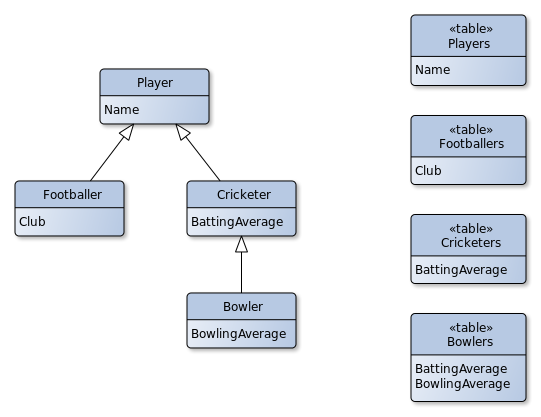 Player
Name
Footballer
Club
Cricketer
BattingAverage
Bowler
BowlingAverage
«table»
Players
Name
«table»
Footballers
Club
«table»
Cricketers
BattingAverage
«table»
Bowlers
BattingAverage
BowlingAverage